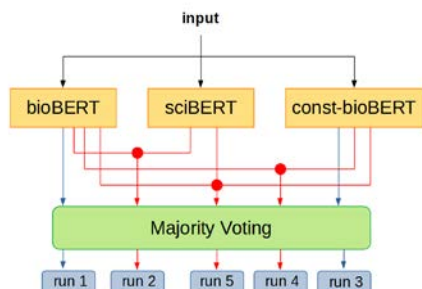 input
bioBERT sciBERT const-bioBERT
Majority Voting
run 1 run 2 run 5 run 4 run 3